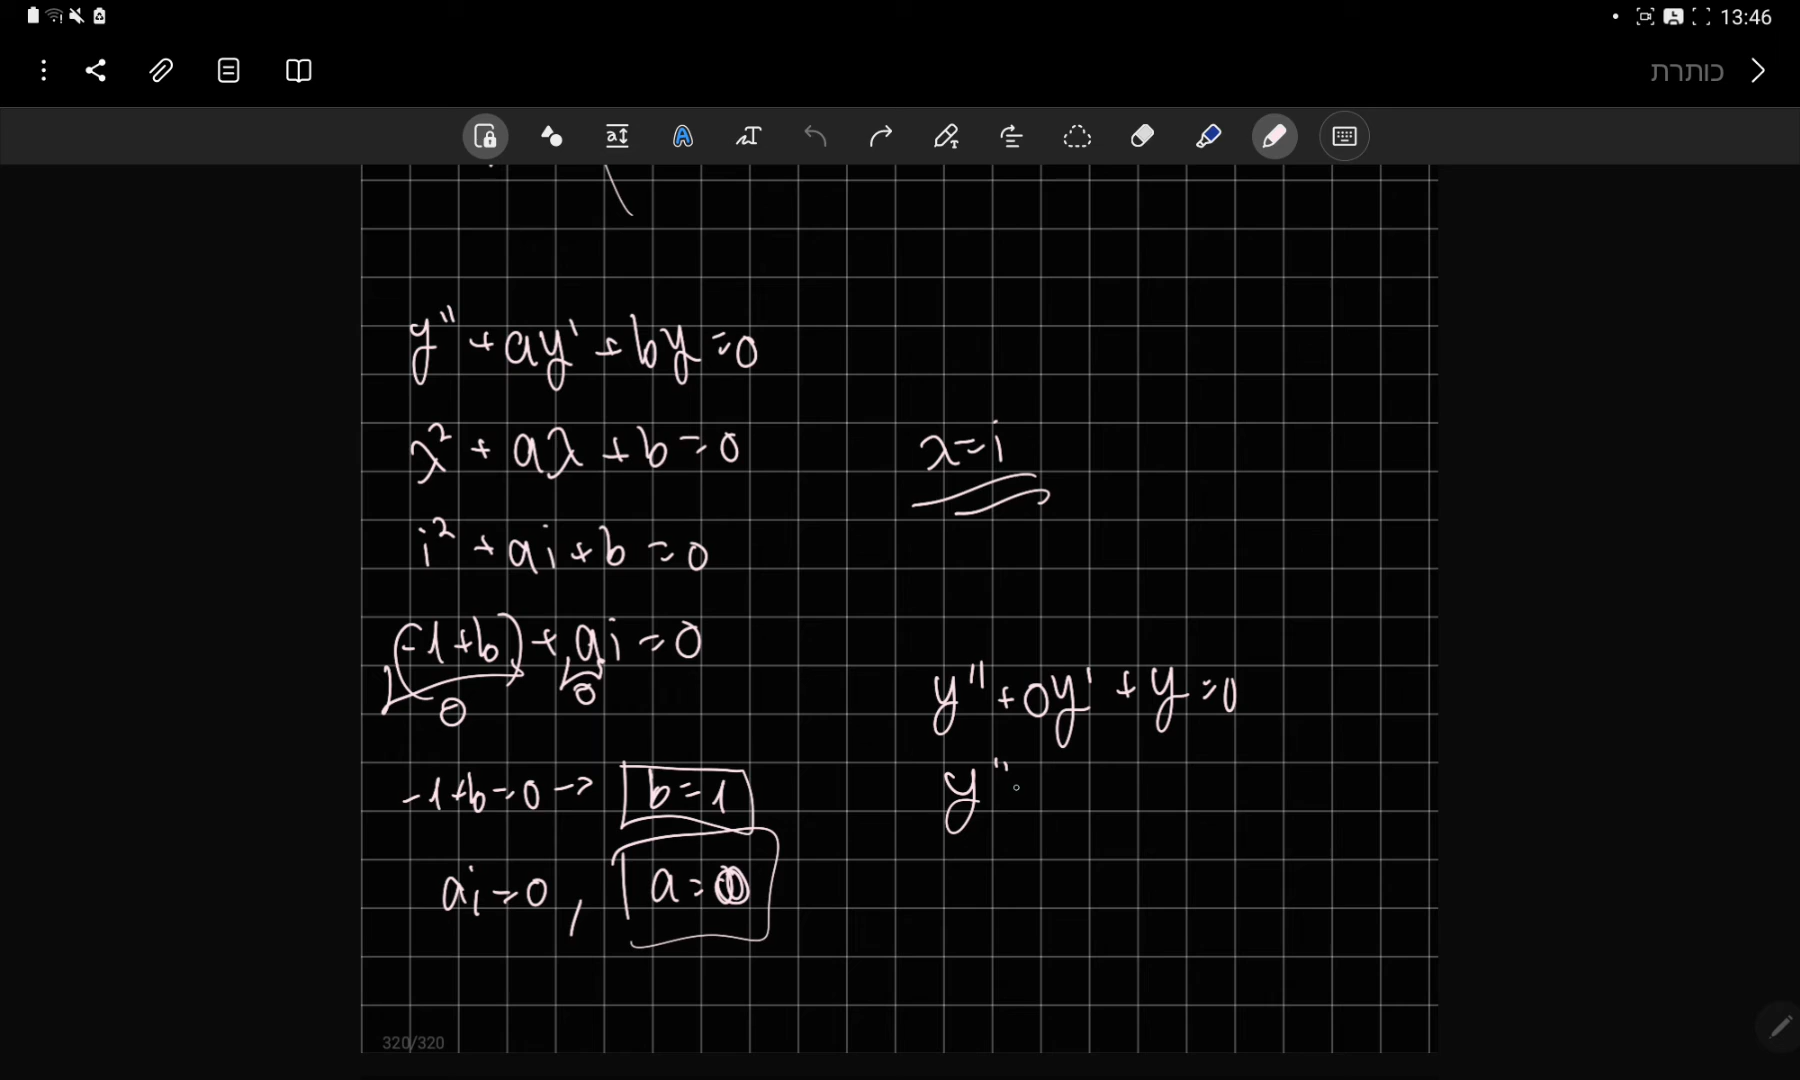 13:46
כותרת
y" + ay' + by = 0
λ² + aλ + b = 0
λ = i
i² + ai + b = 0
(-1+b) + ai = 0
0 0
y" + 0y' + y = 0
-1+b=0 → b=1
y"
ai=0, a=0
320/320